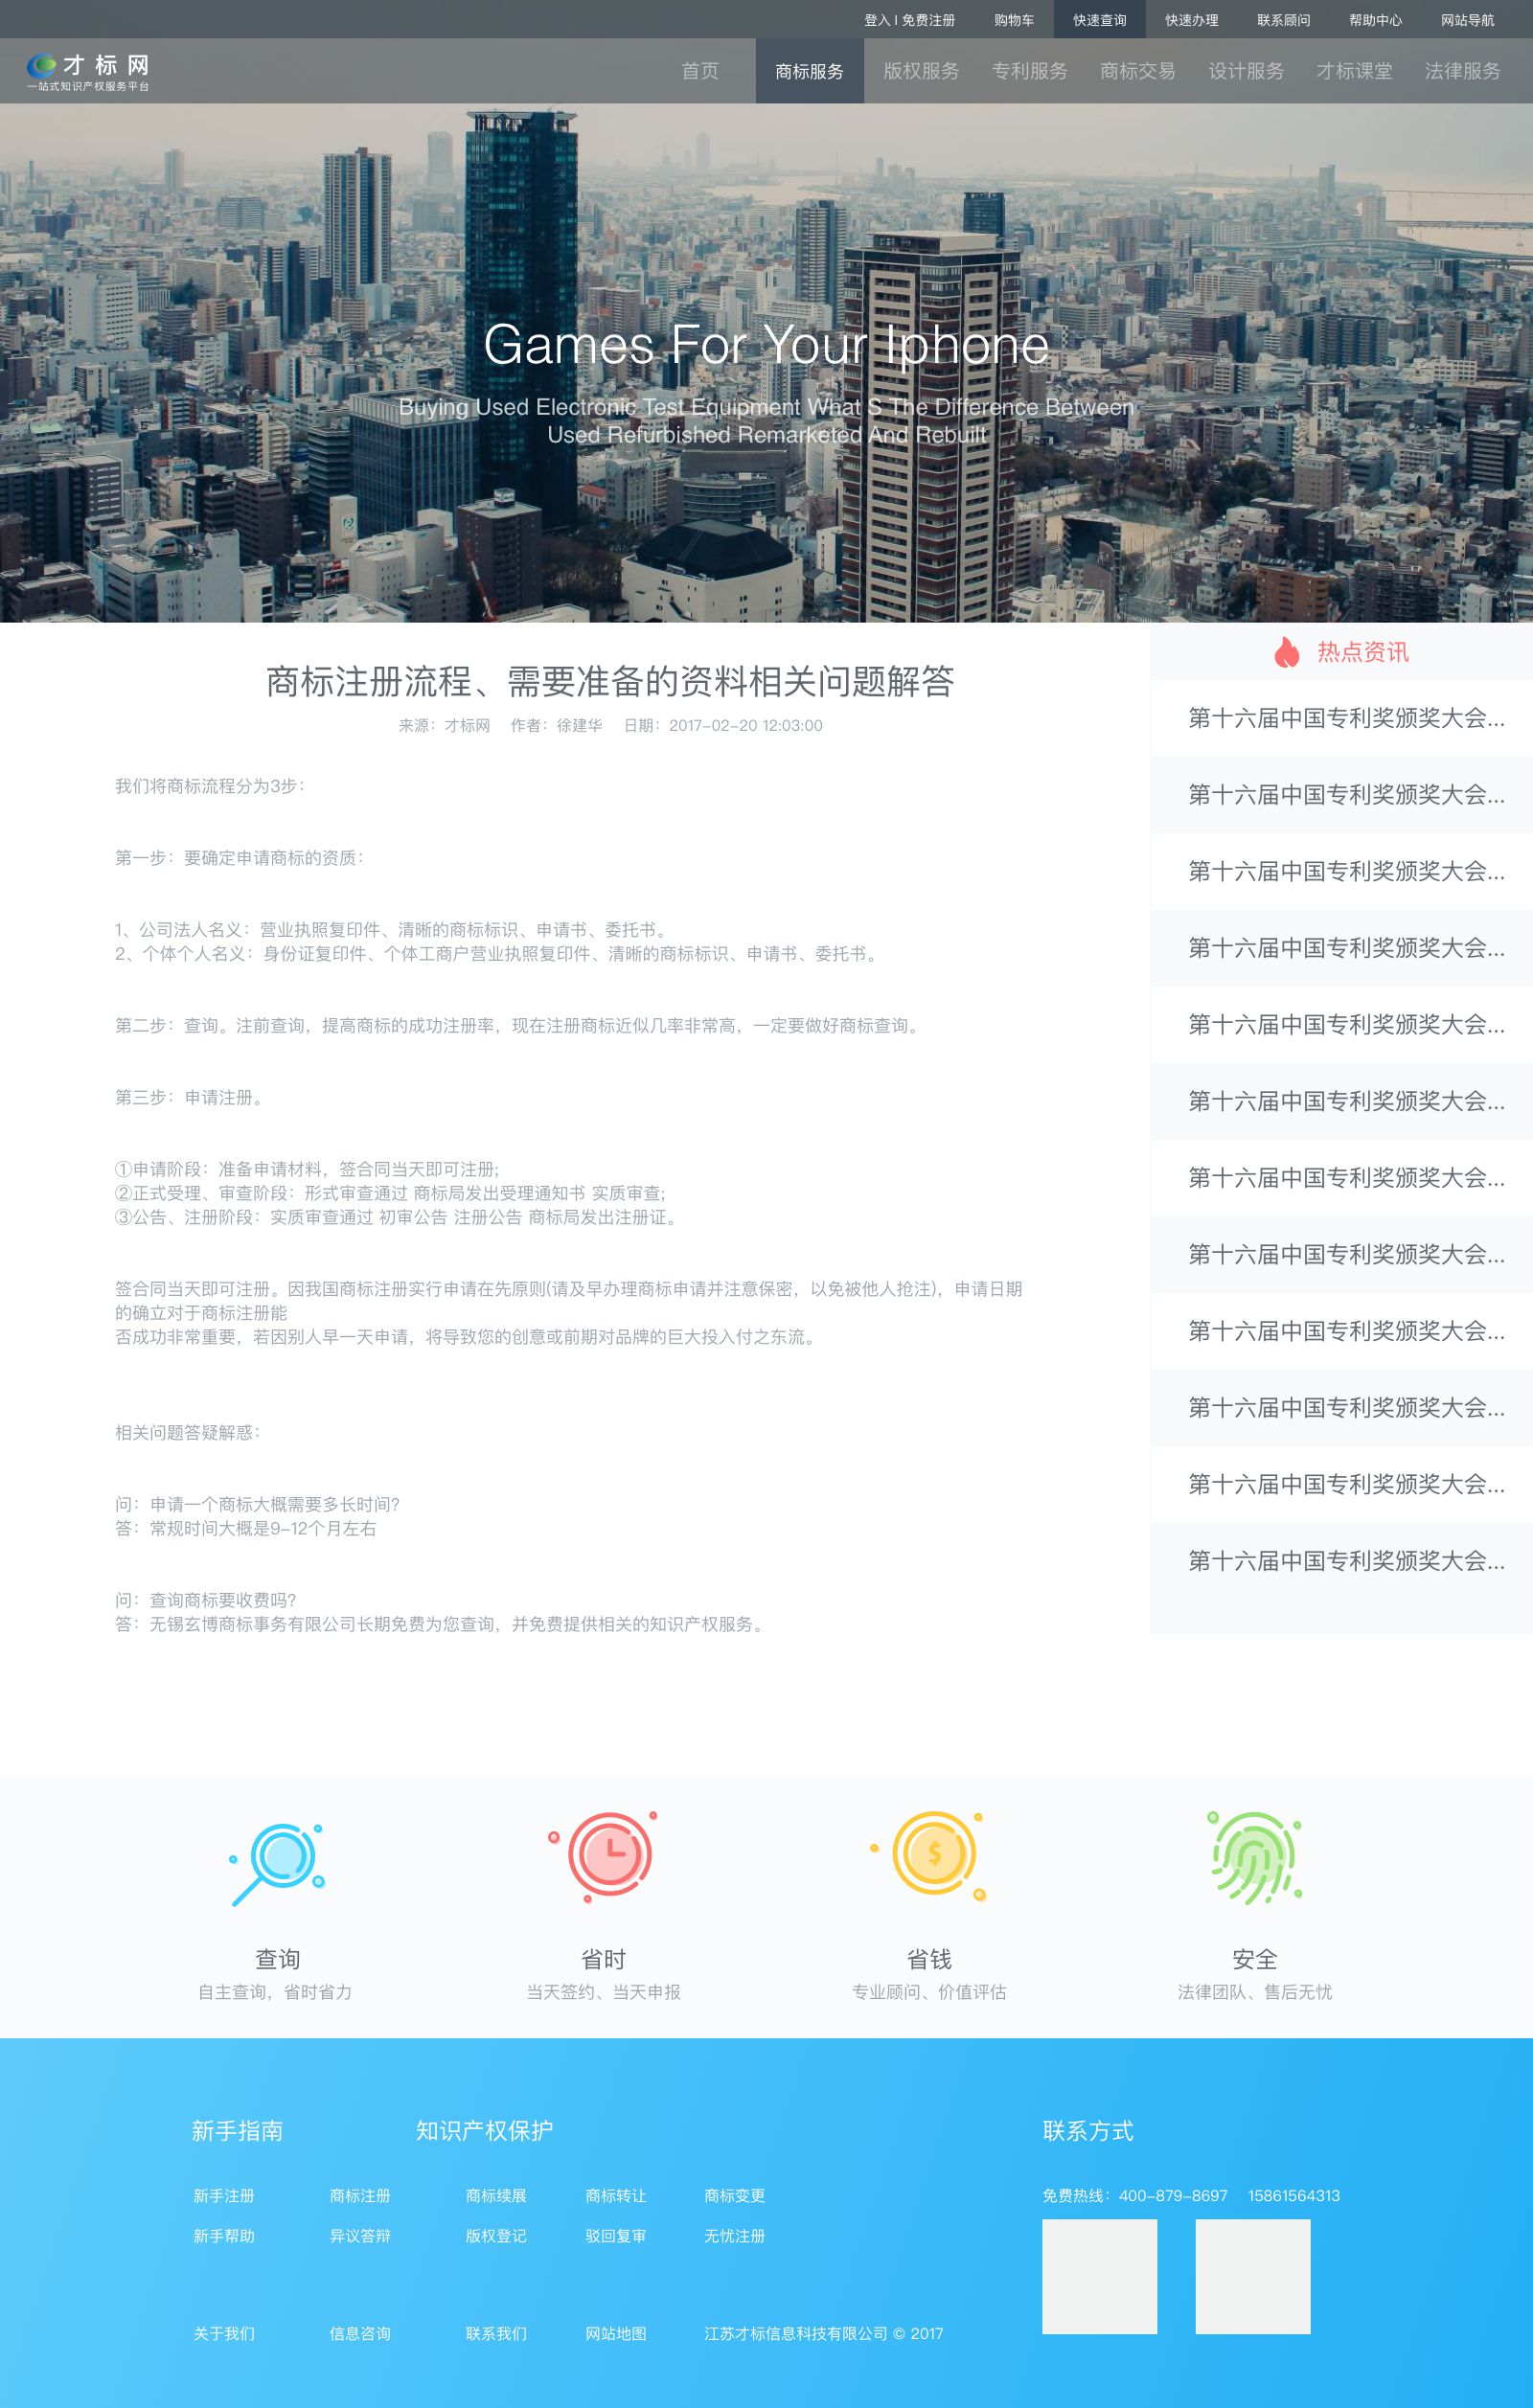 登入 | 免费注册 购物车 快速查询 快速办理 联系顾问 帮助中心 网站导航
才标网
一站式知识产权服务平台
首页 商标服务 版权服务 专利服务 商标交易 设计服务 才标课堂 法律服务
Games For Your Iphone
Buying Used Electronic Test Equipment What S The Difference Between
Used Refurbished Remarketed And Rebuilt
商标注册流程、需要准备的资料相关问题解答
来源：才标网 作者：徐建华 日期：2017-02-20 12:03:00
我们将商标流程分为3步：
第一步：要确定申请商标的资质：
1、公司法人名义：营业执照复印件、清晰的商标标识、申请书、委托书。
2、个体个人名义：身份证复印件、个体工商户营业执照复印件、清晰的商标标识、申请书、委托书。
第二步：查询。注前查询，提高商标的成功注册率，现在注册商标近似几率非常高，一定要做好商标查询。
第三步：申请注册。
①申请阶段：准备申请材料，签合同当天即可注册;
②正式受理、审查阶段：形式审查通过 商标局发出受理通知书 实质审查;
③公告、注册阶段：实质审查通过 初审公告 注册公告 商标局发出注册证。
签合同当天即可注册。因我国商标注册实行申请在先原则(请及早办理商标申请并注意保密，以免被他人抢注)，申请日期
的确立对于商标注册能
否成功非常重要，若因别人早一天申请，将导致您的创意或前期对品牌的巨大投入付之东流。
相关问题答疑解惑：
问：申请一个商标大概需要多长时间?
答：常规时间大概是9-12个月左右
问：查询商标要收费吗?
答：无锡玄博商标事务有限公司长期免费为您查询，并免费提供相关的知识产权服务。
热点资讯
第十六届中国专利奖颁奖大会...
第十六届中国专利奖颁奖大会...
第十六届中国专利奖颁奖大会...
第十六届中国专利奖颁奖大会...
第十六届中国专利奖颁奖大会...
第十六届中国专利奖颁奖大会...
第十六届中国专利奖颁奖大会...
第十六届中国专利奖颁奖大会...
第十六届中国专利奖颁奖大会...
第十六届中国专利奖颁奖大会...
第十六届中国专利奖颁奖大会...
第十六届中国专利奖颁奖大会...
查询 省时 省钱 安全
自主查询，省时省力 当天签约、当天申报 专业顾问、价值评估 法律团队、售后无忧
新手指南 知识产权保护 联系方式
新手注册 商标注册 商标续展 商标转让 商标变更 免费热线：400-879-8697 15861564313
新手帮助 异议答辩 版权登记 驳回复审 无忧注册
关于我们 信息咨询 联系我们 网站地图 江苏才标信息科技有限公司 © 2017